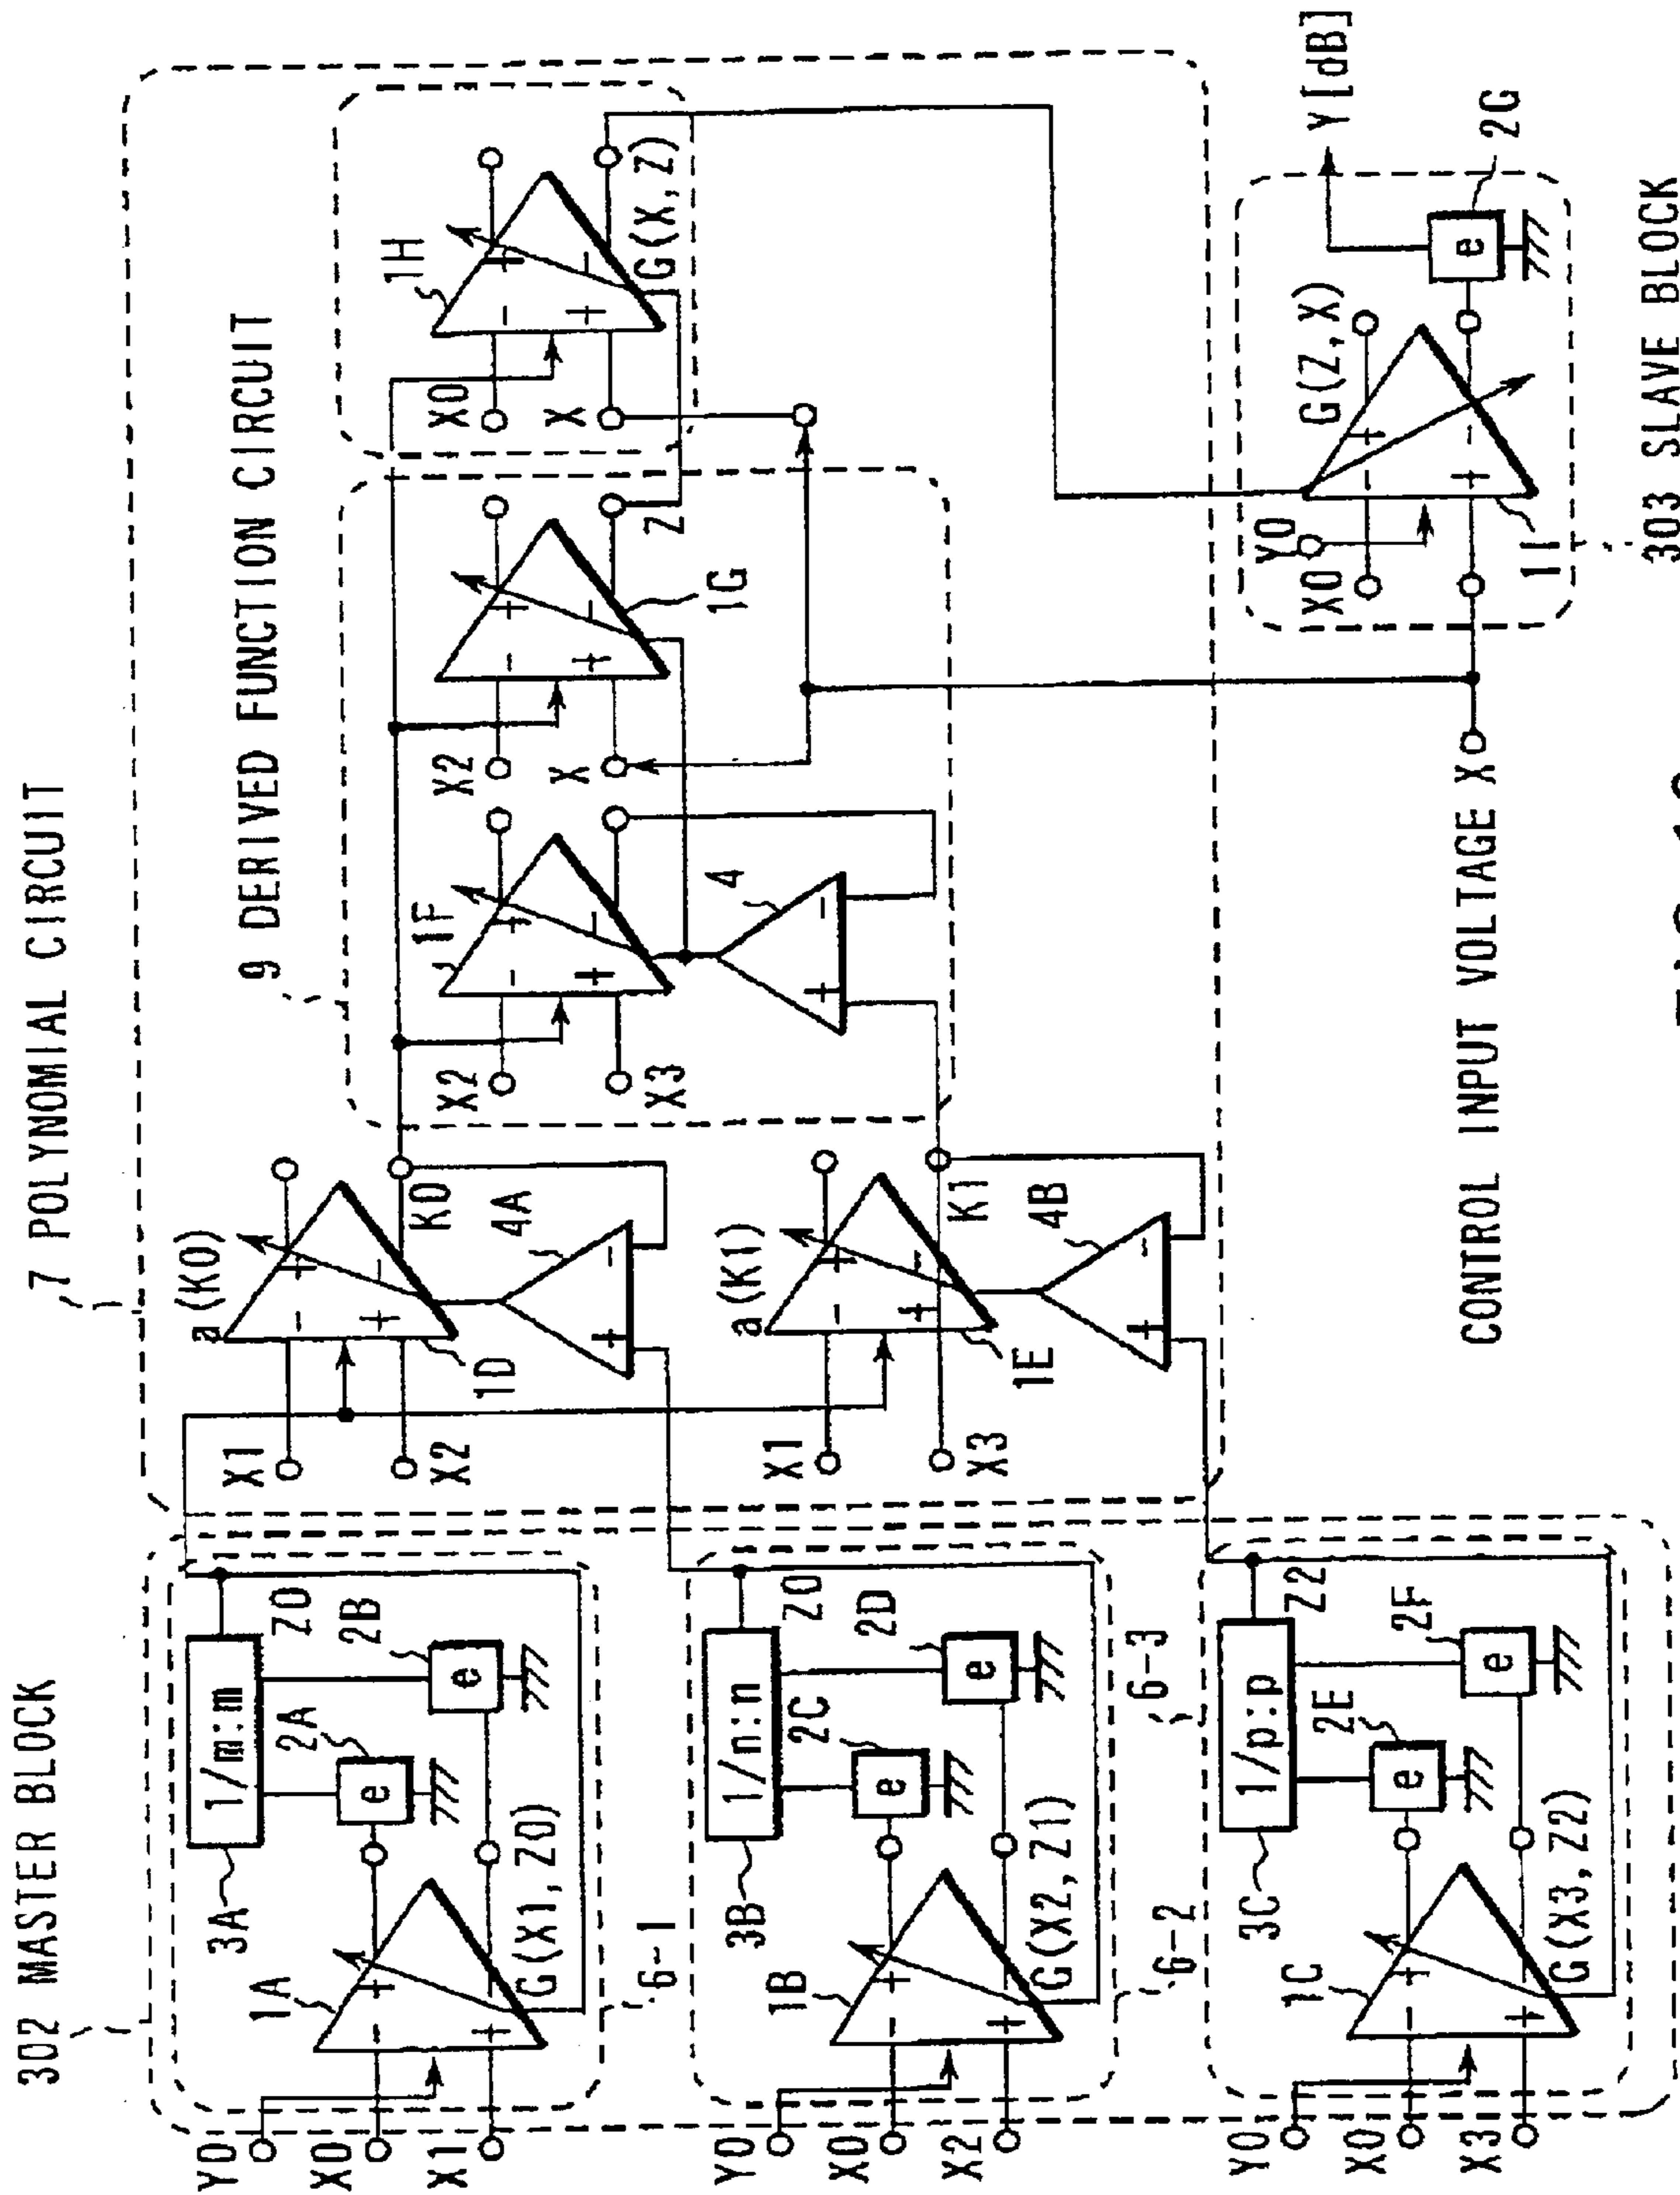 302 MASTER BLOCK
7 POLYNOMIAL CIRCUIT
9 DERIVED FUNCTION CIRCUIT
3A
1/m:m
Z0
2A
e
2B
e
1A
Y0
X0
X1
-
+
+
-
G(X1,Z0)
6-1
3B
1/n:n
Z0
2C
e
2D
e
1B
Y0
X0
X2
-
+
+
-
G(X2,Z1)
6-2
6-3
3C
1/p:p
Z2
2E
e
2F
e
1C
Y0
X0
X3
-
+
+
-
G(X3,Z2)
a(K0)
X1
X2
-
+
+
-
1D
K0
4A
+
-
a(K1)
X1
X3
-
+
+
-
1E
K1
4B
+
-
1F
X2
X3
-
+
+
-
4
+
-
X2
X
-
+
+
-
Z
1G
1H
X0
X
-
+
+
-
G(X,Z)
CONTROL INPUT VOLTAGE X
Y0
X0
-
+
+
-
1I
G(Z,X)
e
2G
Y[dB]
303 SLAVE BLOCK